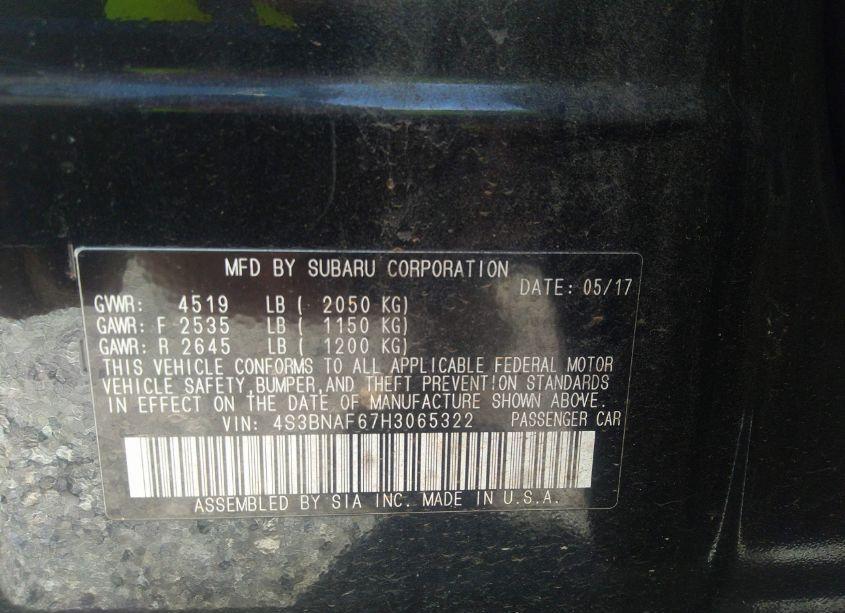 MFD BY SUBARU CORPORATION
DATE: 05/17
GVWR: 4519 LB ( 2050 KG)
GAWR: F 2535 LB ( 1150 KG)
GAWR: R 2645 LB ( 1200 KG)
THIS VEHICLE CONFORMS TO ALL APPLICABLE FEDERAL MOTOR
VEHICLE SAFETY,BUMPER,AND THEFT PREVENTION STANDARDS
IN EFFECT ON THE DATE OF MANUFACTURE SHOWN ABOVE.
VIN: 4S3BNAF67H3065322 PASSENGER CAR
ASSEMBLED BY SIA INC. MADE IN U.S.A.